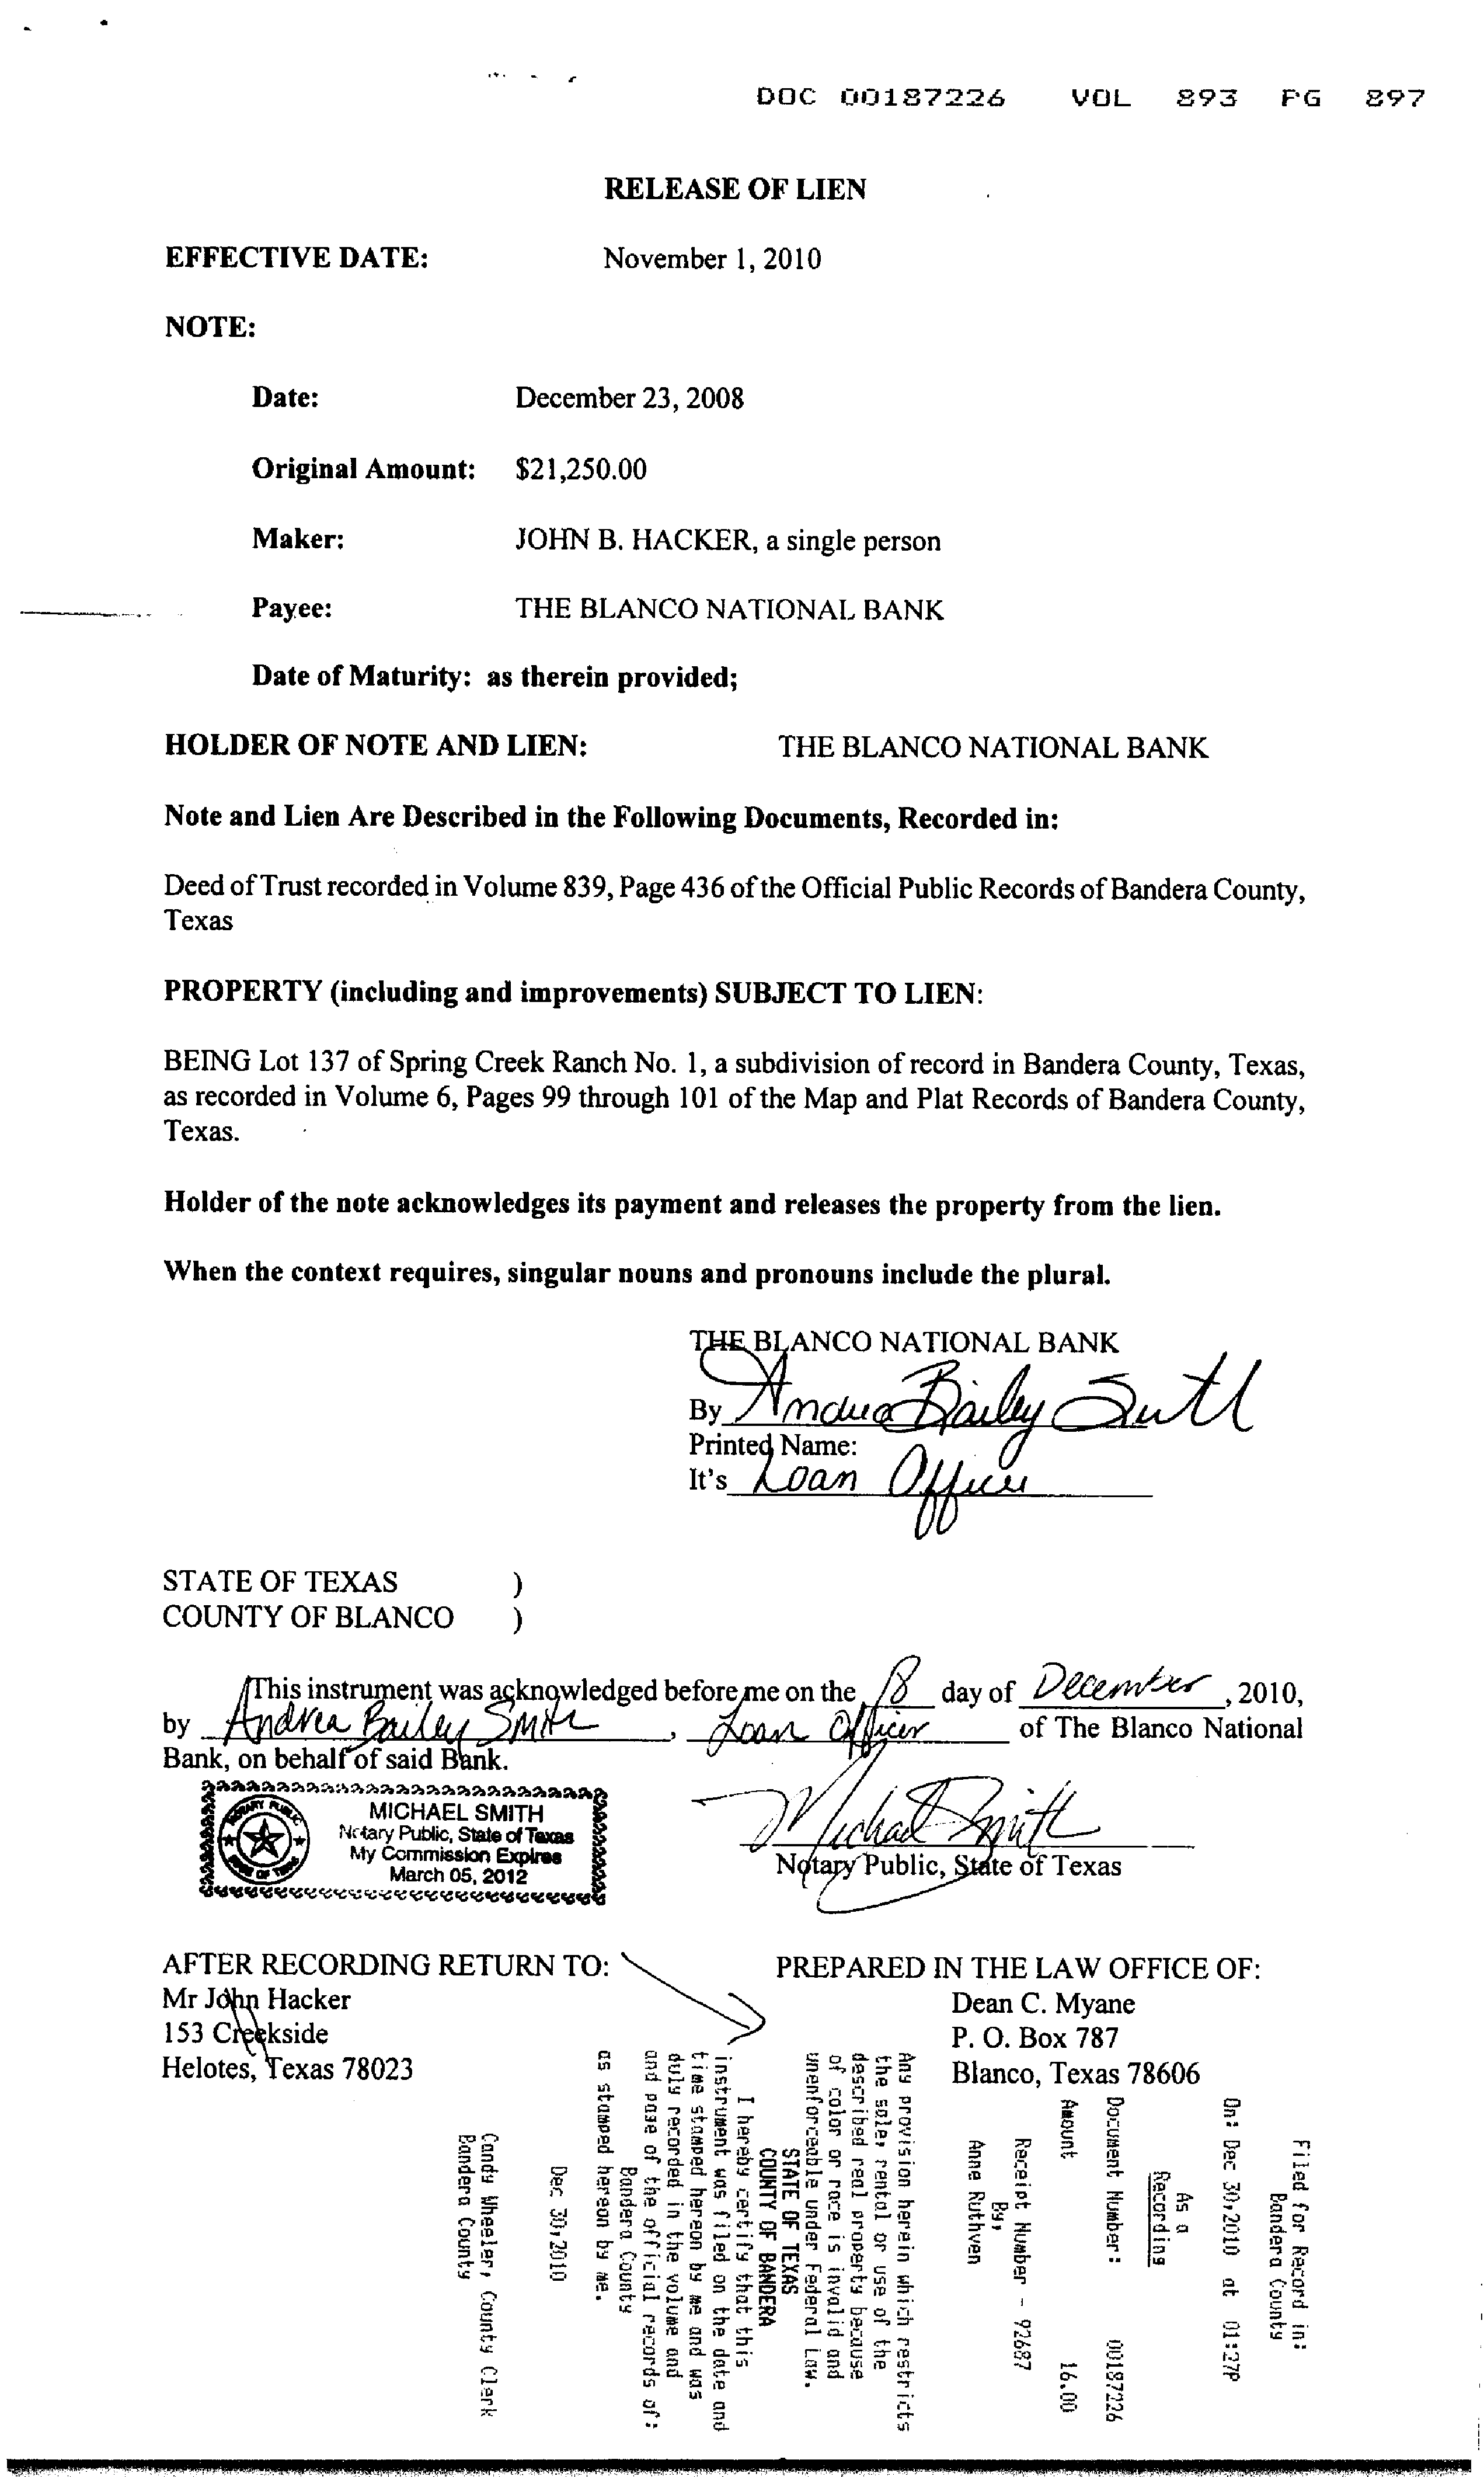 DOC 00187226 VOL 893 PG 897
RELEASE OF LIEN
EFFECTIVE DATE: November 1, 2010
NOTE:
Date: December 23, 2008
Original Amount: $21,250.00
Maker: JOHN B. HACKER, a single person
Payee: THE BLANCO NATIONAL BANK
Date of Maturity: as therein provided;
HOLDER OF NOTE AND LIEN: THE BLANCO NATIONAL BANK
Note and Lien Are Described in the Following Documents, Recorded in:
Deed of Trust recorded in Volume 839, Page 436 of the Official Public Records of Bandera County,
Texas
PROPERTY (including and improvements) SUBJECT TO LIEN:
BEING Lot 137 of Spring Creek Ranch No. 1, a subdivision of record in Bandera County, Texas,
as recorded in Volume 6, Pages 99 through 101 of the Map and Plat Records of Bandera County,
Texas.
Holder of the note acknowledges its payment and releases the property from the lien.
When the context requires, singular nouns and pronouns include the plural.
THE BLANCO NATIONAL BANK
By Andrea Bailey Smith
Printed Name:
It's Loan Officer
STATE OF TEXAS )
COUNTY OF BLANCO )
This instrument was acknowledged before me on the 18 day of December, 2010,
by Andrea Bailey Smith, Loan Officer of The Blanco National
Bank, on behalf of said Bank.
NOTARY PUBLIC
STATE OF TEXAS
MICHAEL SMITH
Notary Public, State of Texas
My Commission Expires
March 05, 2012
Michael Smith
Notary Public, State of Texas
AFTER RECORDING RETURN TO:
Mr John Hacker
153 Creekside
Helotes, Texas 78023
PREPARED IN THE LAW OFFICE OF:
Dean C. Myane
P. O. Box 787
Blanco, Texas 78606
Filed for Record in:
Bandera County
On: Dec 30,2010 at 01:27P
As a
Recording
Document Number: 00187226
Amount 16.00
Receipt Number - 92687
By,
Anne Ruthven
Any provision herein which restricts
the sale, rental or use of the
described real property because
of color or race is invalid and
unenforceable under Federal Law.
STATE OF TEXAS
COUNTY OF BANDERA
I hereby certify that this
instrument was filed on the date and
time stamped hereon by me and was
duly recorded in the volume and
and page of the official records of:
Bandera County
as stamped hereon by me.
Dec 30,2010
Candy Wheeler, County Clerk
Bandera County